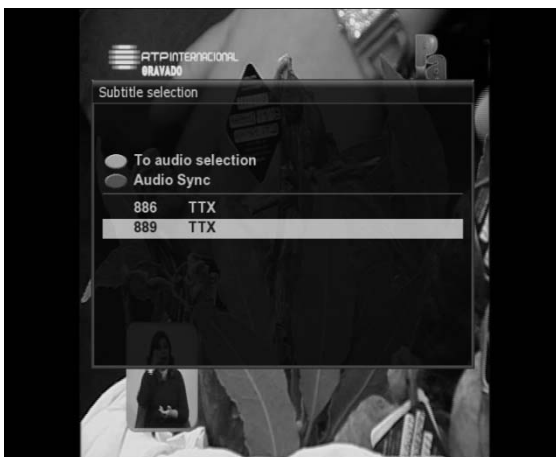 RTPINTERNACIONAL
GRAVADO
Subtitle selection
To audio selection
Audio Sync
886 TTX
889 TTX